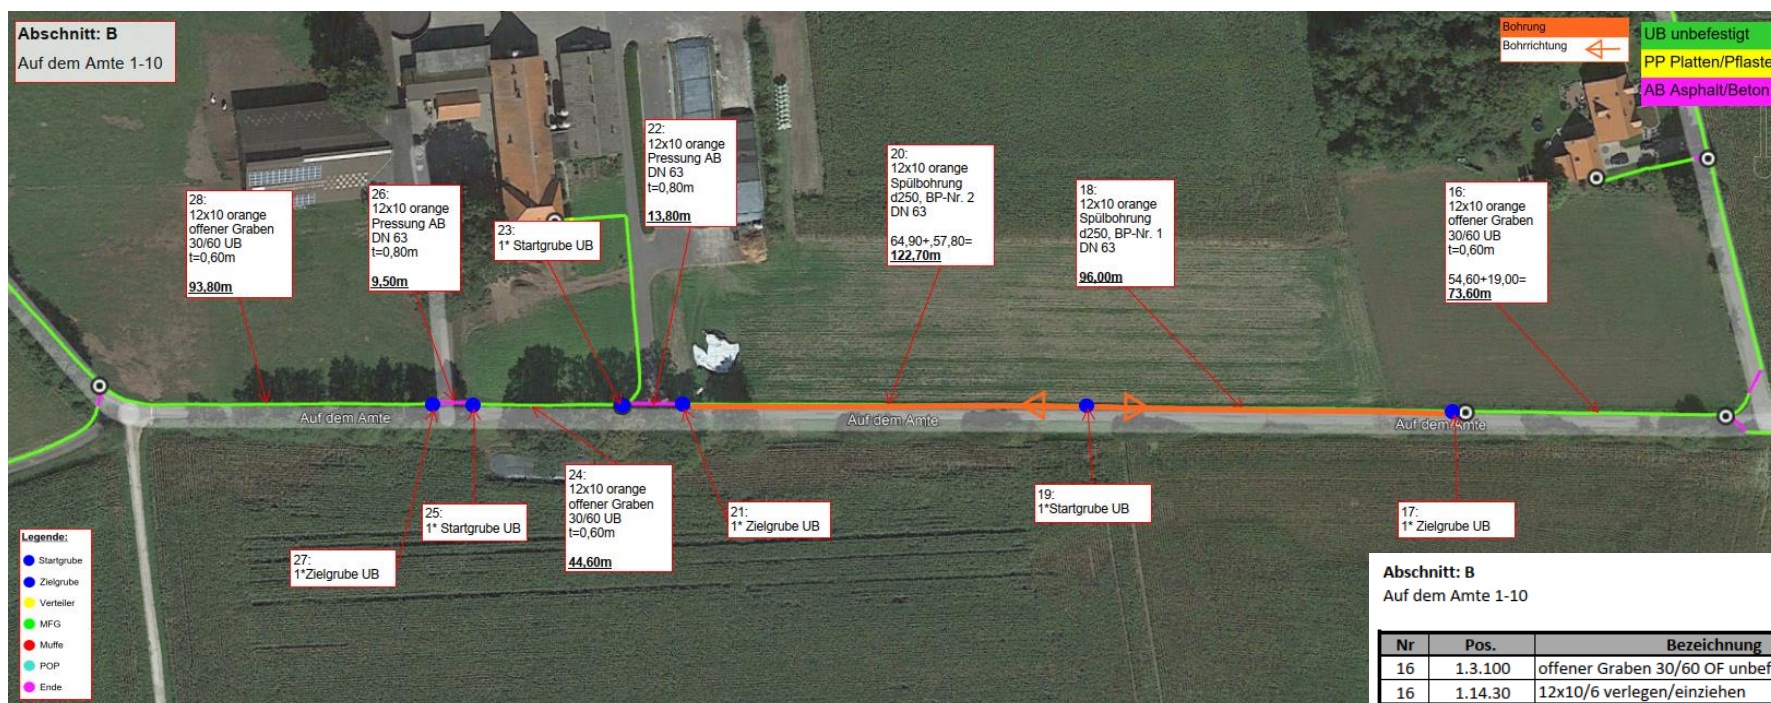 Abschnitt: B
Auf dem Amte 1-10
Bohrung
Bohrrichtung
UB unbefestigt
PP Platten/Pflaste
AB Asphalt/Beton
28:
12x10 orange
offener Graben
30/60 UB
t=0,60m
93,80m
26:
12x10 orange
Pressung AB
DN 63
t=0,80m
9,50m
23:
1* Startgrube UB
22:
12x10 orange
Pressung AB
DN 63
t=0,80m
13,80m
20:
12x10 orange
Spülbohrung
d250, BP-Nr. 2
DN 63
64,90+,57,80=
122,70m
18:
12x10 orange
Spülbohrung
d250, BP-Nr. 1
DN 63
96,00m
16:
12x10 orange
offener Graben
30/60 UB
t=0,60m
54,60+19,00=
73,60m
Auf dem Amte
Auf dem Amte
Auf dem Amte
27:
1*Zielgrube UB
25:
1* Startgrube UB
24:
12x10 orange
offener Graben
30/60 UB
t=0,60m
44,60m
21:
1* Zielgrube UB
19:
1*Startgrube UB
17:
1* Zielgrube UB
Legende:
Startgrube
Zielgrube
Verteiler
MFG
Muffe
POP
Ende
Abschnitt: B
Auf dem Amte 1-10
Nr Pos. Bezeichnung
16 1.3.100 offener Graben 30/60 OF unbef
16 1.14.30 12x10/6 verlegen/einziehen